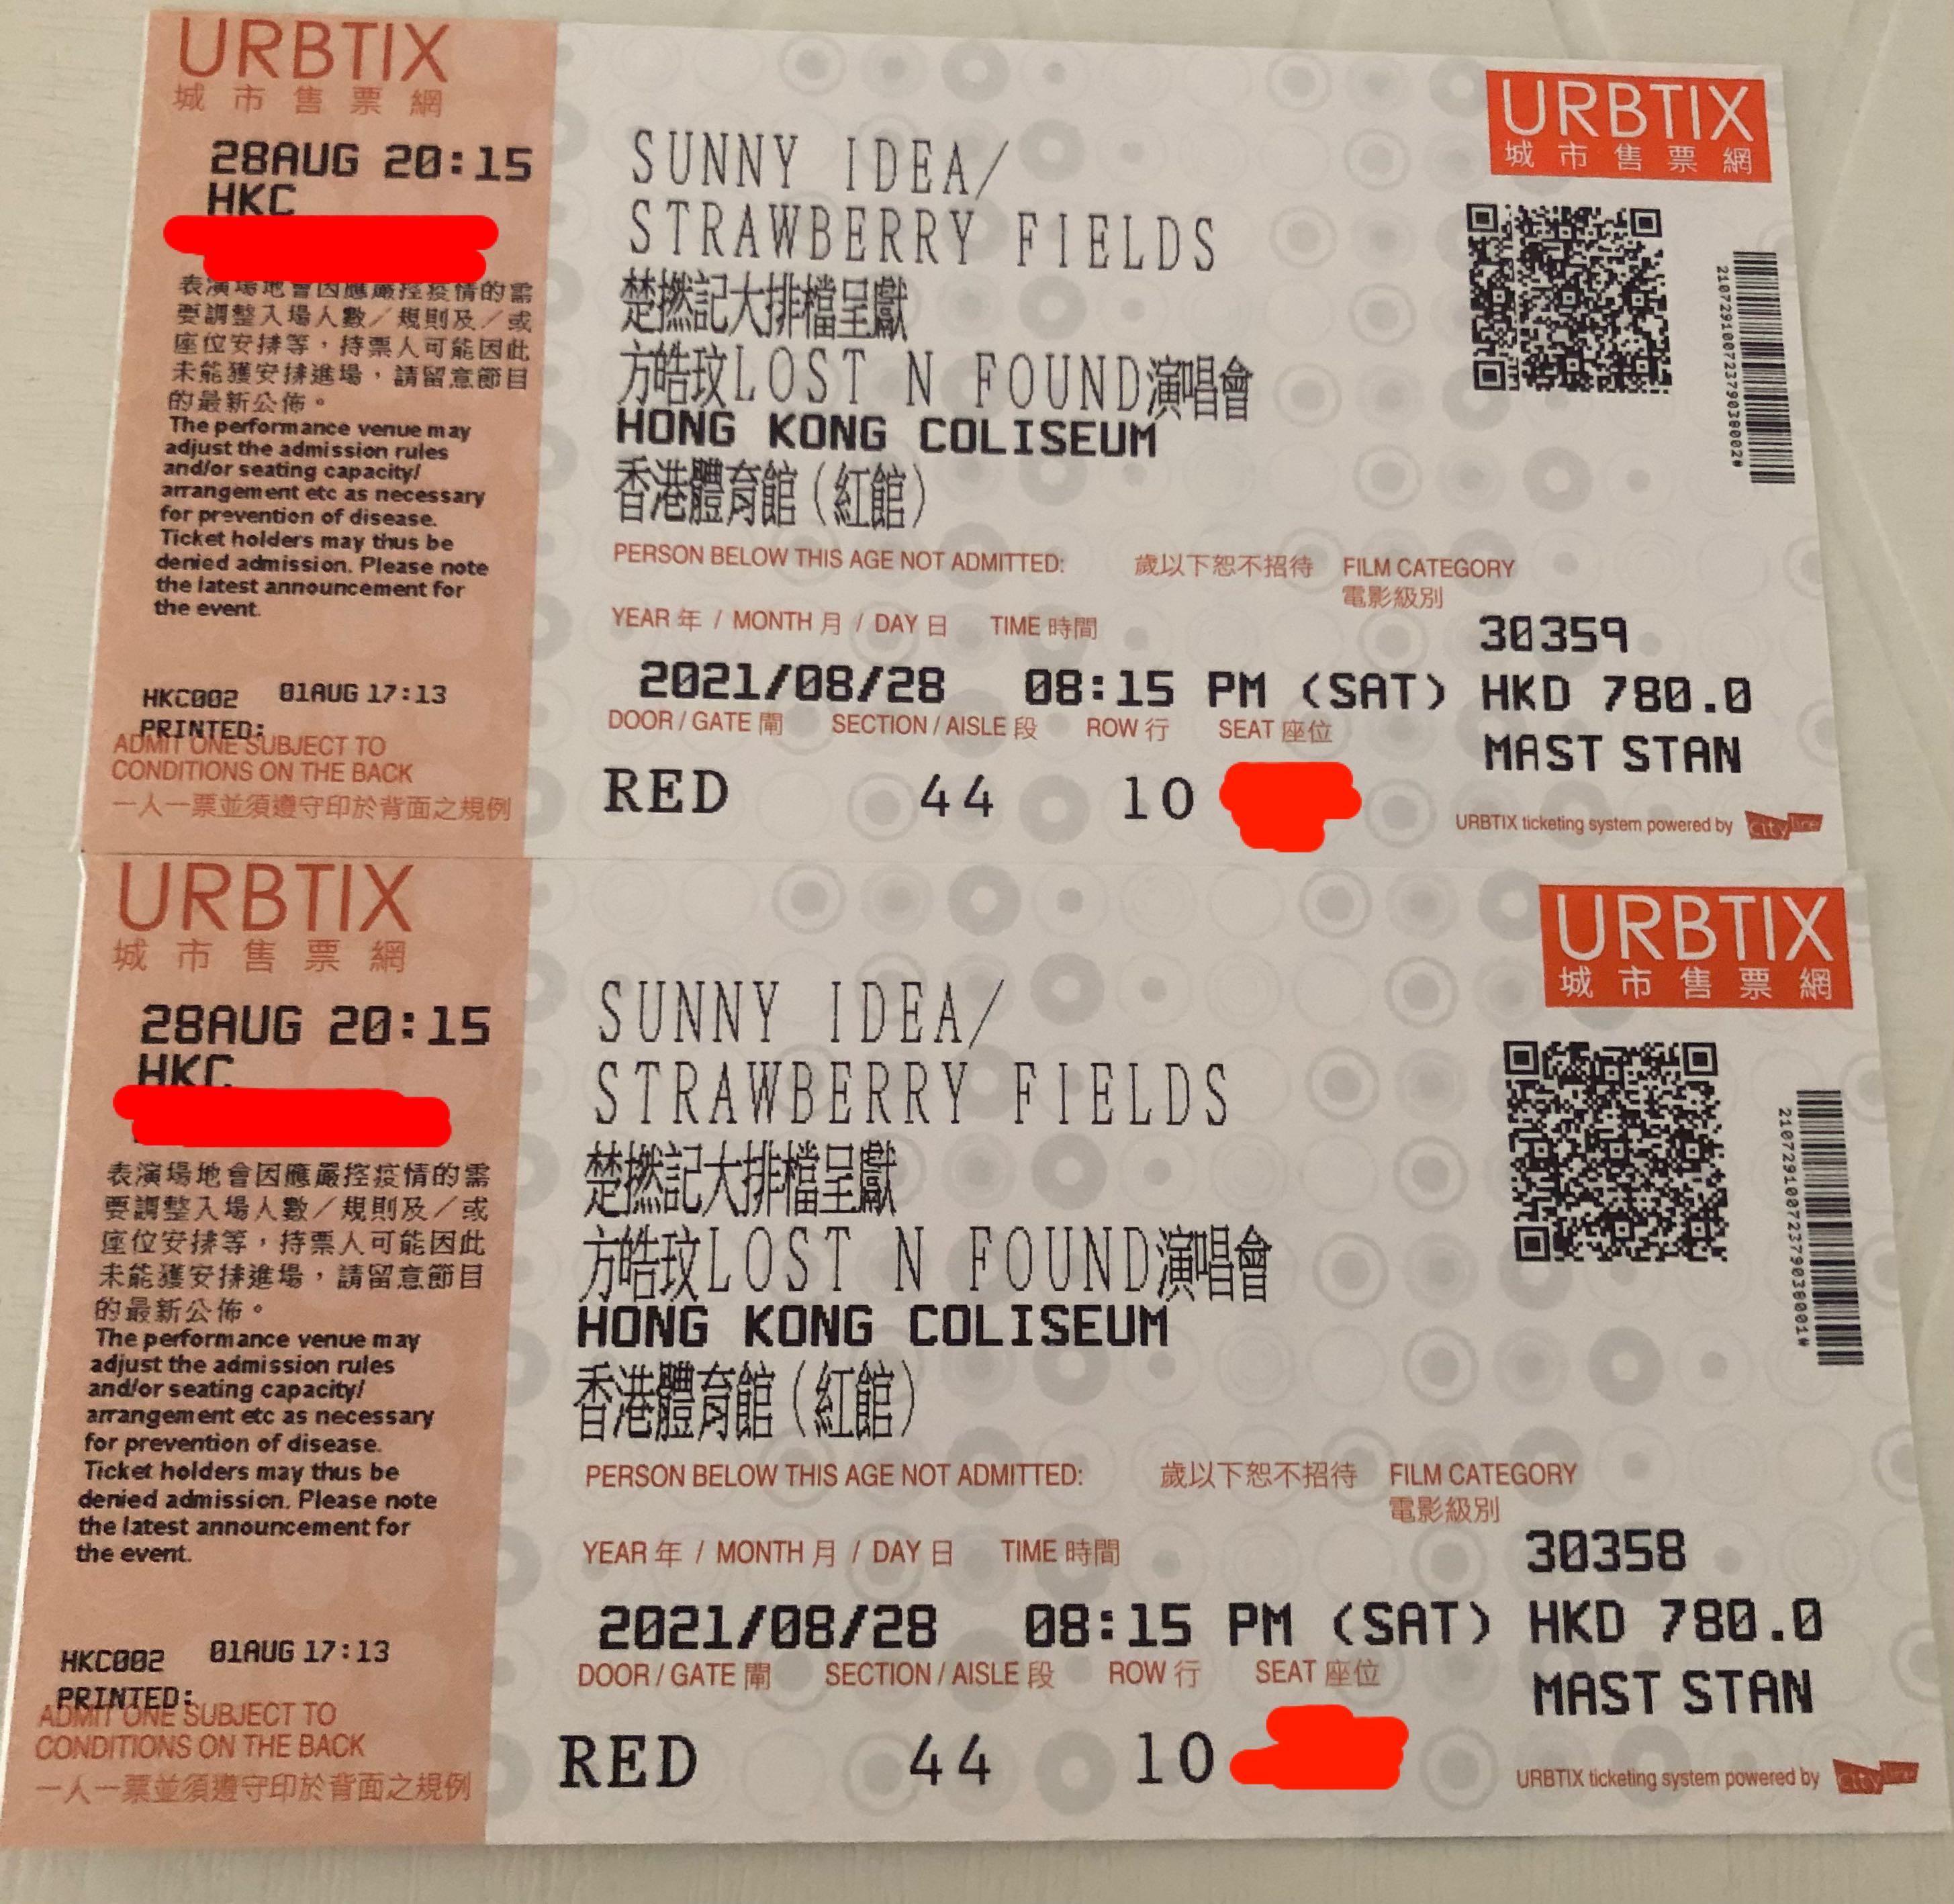 URBTIX
城市售票網
28AUG 20:15
HKC
表演場地會因應嚴控疫情的需
要調整入場人數／規則及／或
座位安排等，持票人可能因此
未能獲安排進場，請留意節目
的最新公佈。
The performance venue may
adjust the admission rules
and/or seating capacity/
arrangement etc as necessary
for prevention of disease.
Ticket holders may thus be
denied admission. Please note
the latest announcement for
the event.
HKC002 01AUG 17:13
PRINTED:
ADMIT ONE SUBJECT TO
CONDITIONS ON THE BACK
一人一票並須遵守印於背面之規例
SUNNY IDEA/
STRAWBERRY FIELDS
楚撚記大排檔呈獻
方皓玟LOST N FOUND演唱會
HONG KONG COLISEUM
香港體育館(紅館)
PERSON BELOW THIS AGE NOT ADMITTED: 歲以下恕不招待 FILM CATEGORY
電影級別
YEAR 年 / MONTH 月 / DAY 日 TIME 時間
30359
2021/08/28 08:15 PM (SAT) HKD 780.0
DOOR / GATE 閘 SECTION / AISLE 段 ROW 行 SEAT 座位
MAST STAN
RED 44 10
URBTIX ticketing system powered by cityline
URBTIX
城市售票網
21072910072379038002#
URBTIX
城市售票網
28AUG 20:15
HKC
表演場地會因應嚴控疫情的需
要調整入場人數／規則及／或
座位安排等，持票人可能因此
未能獲安排進場，請留意節目
的最新公佈。
The performance venue may
adjust the admission rules
and/or seating capacity/
arrangement etc as necessary
for prevention of disease.
Ticket holders may thus be
denied admission. Please note
the latest announcement for
the event.
HKC002 01AUG 17:13
PRINTED:
ADMIT ONE SUBJECT TO
CONDITIONS ON THE BACK
一人一票並須遵守印於背面之規例
SUNNY IDEA/
STRAWBERRY FIELDS
楚撚記大排檔呈獻
方皓玟LOST N FOUND演唱會
HONG KONG COLISEUM
香港體育館(紅館)
PERSON BELOW THIS AGE NOT ADMITTED: 歲以下恕不招待 FILM CATEGORY
電影級別
YEAR 年 / MONTH 月 / DAY 日 TIME 時間
30358
2021/08/28 08:15 PM (SAT) HKD 780.0
DOOR / GATE 閘 SECTION / AISLE 段 ROW 行 SEAT 座位
MAST STAN
RED 44 10
URBTIX ticketing system powered by cityline
URBTIX
城市售票網
21072910072379038001#